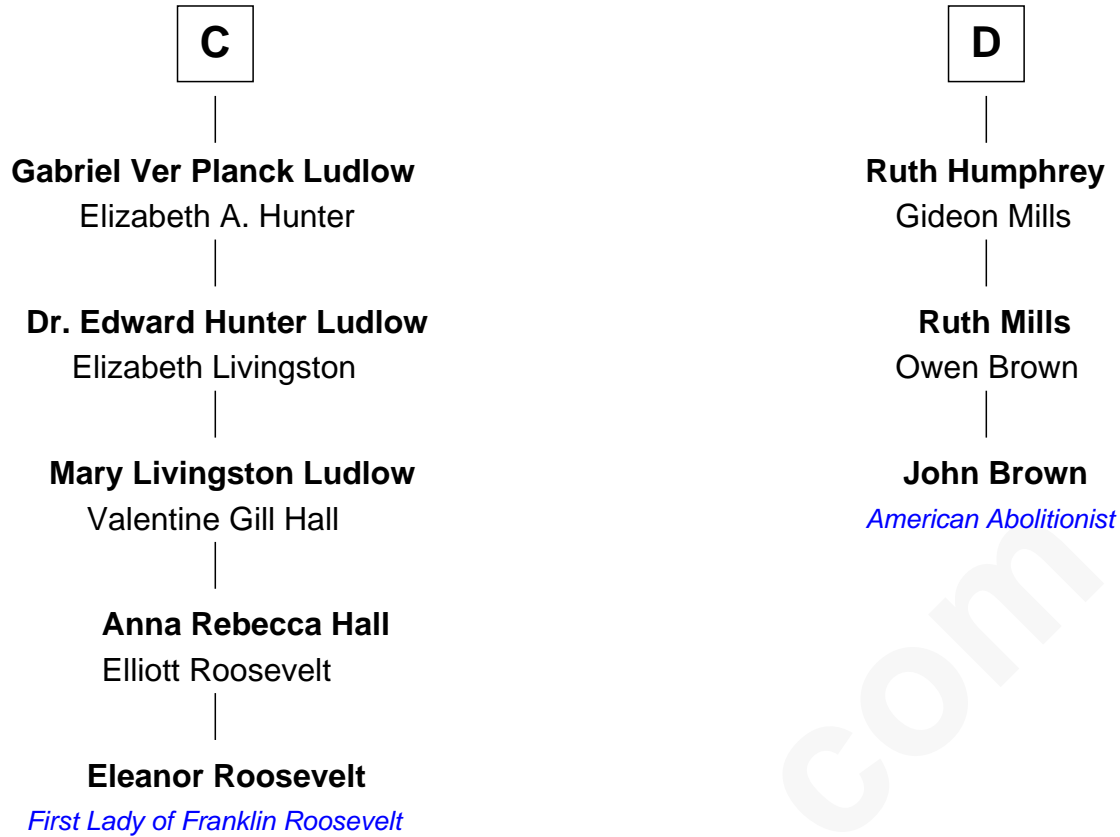 C
Gabriel Ver Planck Ludlow
Elizabeth A. Hunter
Dr. Edward Hunter Ludlow
Elizabeth Livingston
Mary Livingston Ludlow
Valentine Gill Hall
Anna Rebecca Hall
Elliott Roosevelt
Eleanor Roosevelt
First Lady of Franklin Roosevelt
D
Ruth Humphrey
Gideon Mills
Ruth Mills
Owen Brown
John Brown
American Abolitionist
com